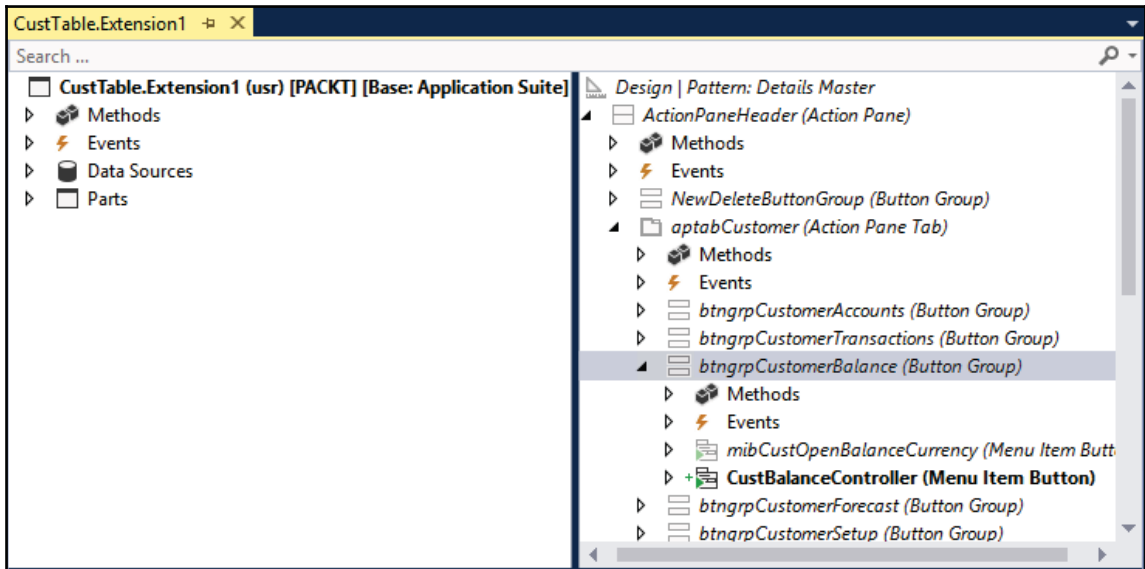 CustTable.Extension1
Search ...
CustTable.Extension1 (usr) [PACKT] [Base: Application Suite]
Methods
Events
Data Sources
Parts
Design | Pattern: Details Master
ActionPaneHeader (Action Pane)
Methods
Events
NewDeleteButtonGroup (Button Group)
aptabCustomer (Action Pane Tab)
Methods
Events
btngrpCustomerAccounts (Button Group)
btngrpCustomerTransactions (Button Group)
btngrpCustomerBalance (Button Group)
Methods
Events
mibCustOpenBalanceCurrency (Menu Item Butt
CustBalanceController (Menu Item Button)
btngrpCustomerForecast (Button Group)
btngrpCustomerSetup (Button Group)